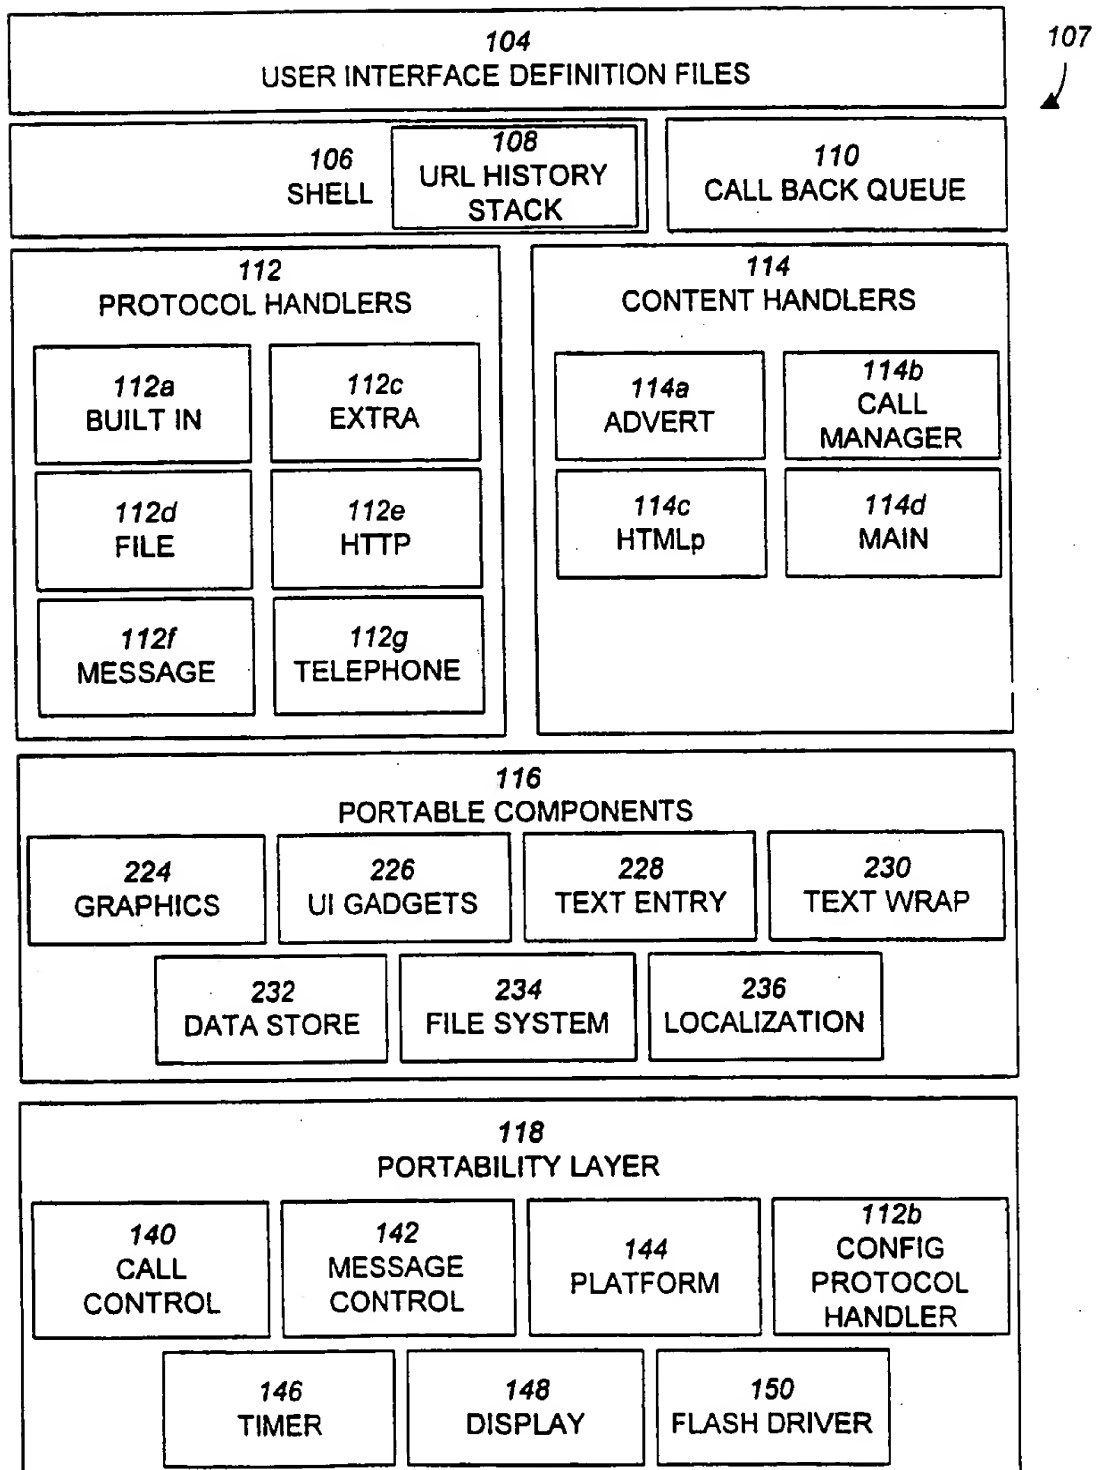 104
USER INTERFACE DEFINITION FILES
107
106
SHELL
108
URL HISTORY
STACK
110
CALL BACK QUEUE
112
PROTOCOL HANDLERS
112a
BUILT IN
112c
EXTRA
112d
FILE
112e
HTTP
112f
MESSAGE
112g
TELEPHONE
114
CONTENT HANDLERS
114a
ADVERT
114b
CALL
MANAGER
114c
HTMLp
114d
MAIN
116
PORTABLE COMPONENTS
224
GRAPHICS
226
UI GADGETS
228
TEXT ENTRY
230
TEXT WRAP
232
DATA STORE
234
FILE SYSTEM
236
LOCALIZATION
118
PORTABILITY LAYER
140
CALL
CONTROL
142
MESSAGE
CONTROL
144
PLATFORM
112b
CONFIG
PROTOCOL
HANDLER
146
TIMER
148
DISPLAY
150
FLASH DRIVER